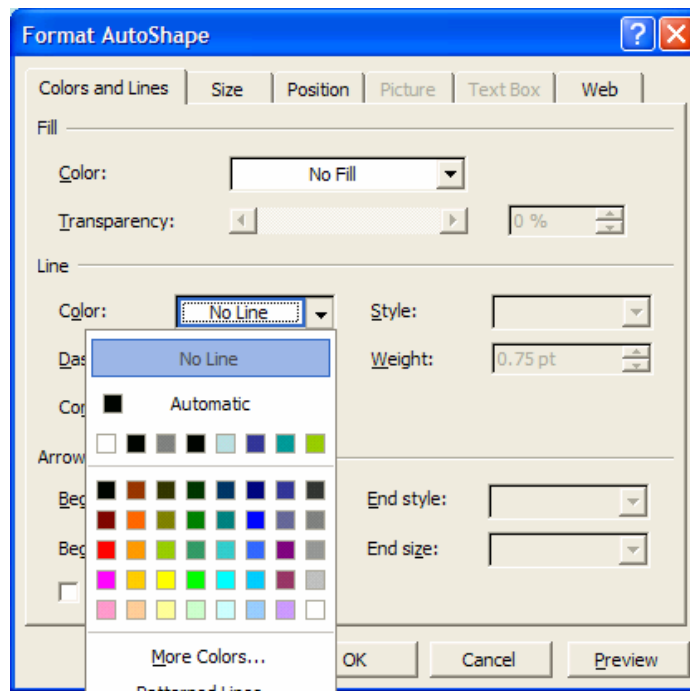 Format AutoShape
Colors and Lines Size Position Picture Text Box Web
Fill
Color: No Fill
Transparency: 0 %
Line
Color: No Line Style:
No Line Weight: 0.75 pt
Automatic
Arrow
End style:
End size:
More Colors...
OK Cancel Preview